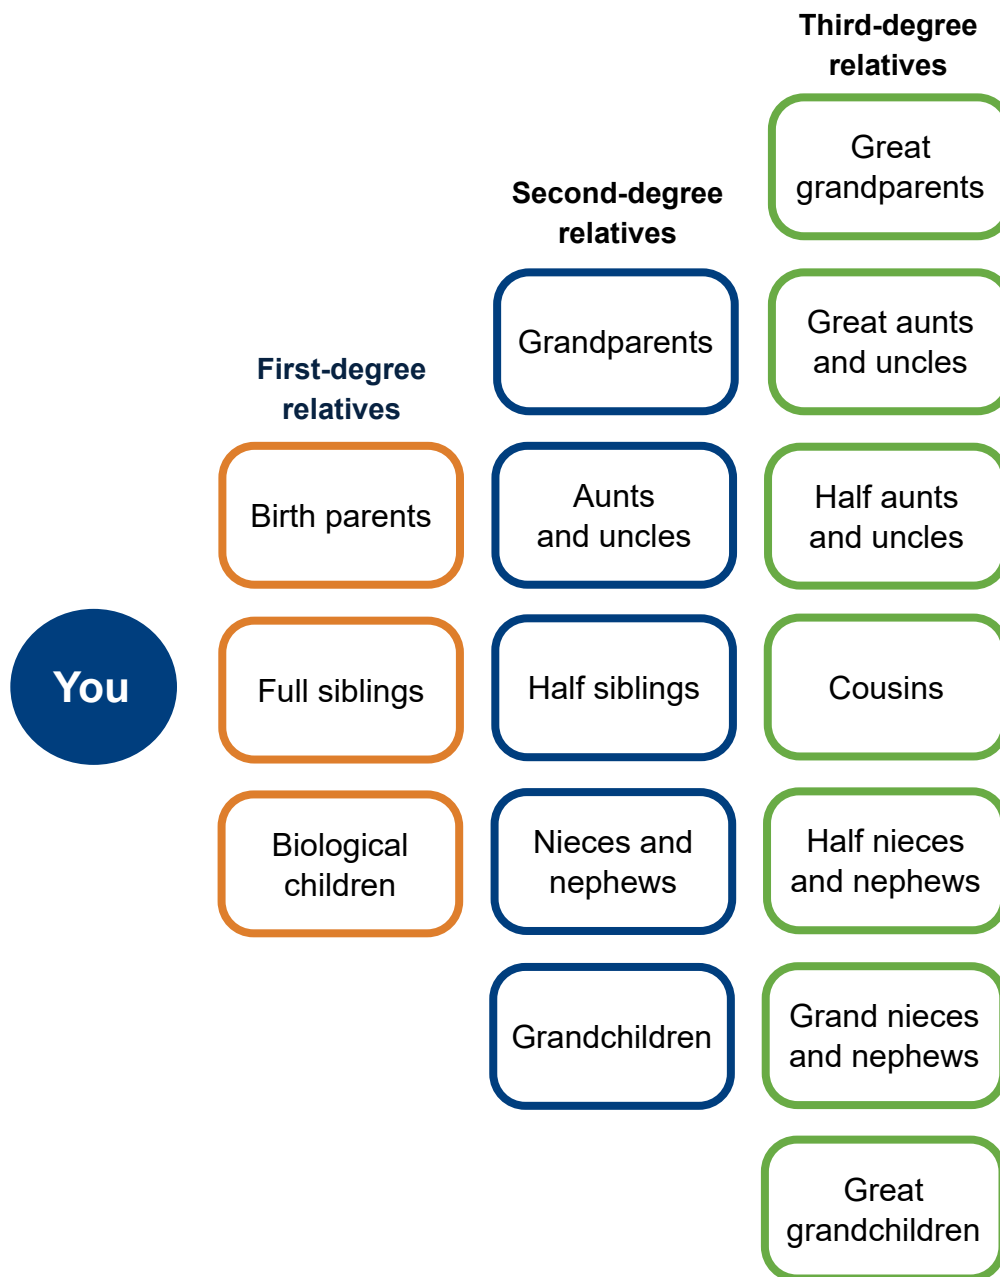 You
First-degree
relatives
Birth parents
Full siblings
Biological
children
Second-degree
relatives
Grandparents
Aunts
and uncles
Half siblings
Nieces and
nephews
Grandchildren
Third-degree
relatives
Great
grandparents
Great aunts
and uncles
Half aunts
and uncles
Cousins
Half nieces
and nephews
Grand nieces
and nephews
Great
grandchildren